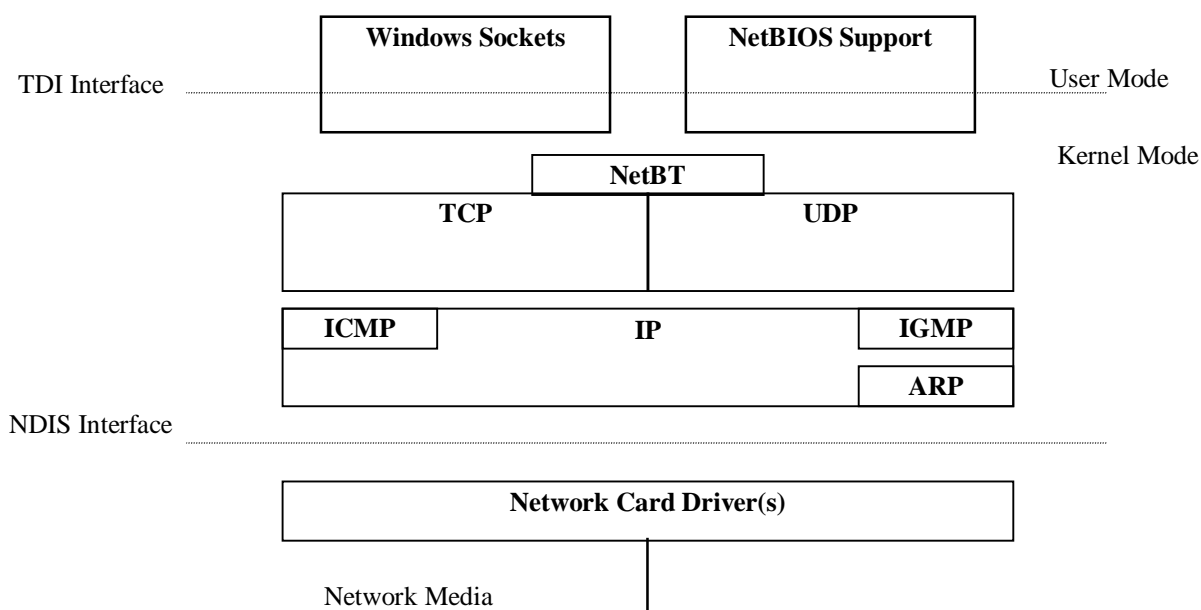 Windows Sockets
NetBIOS Support
TDI Interface
User Mode
Kernel Mode
NetBT
TCP
UDP
ICMP
IP
IGMP
ARP
NDIS Interface
Network Card Driver(s)
Network Media